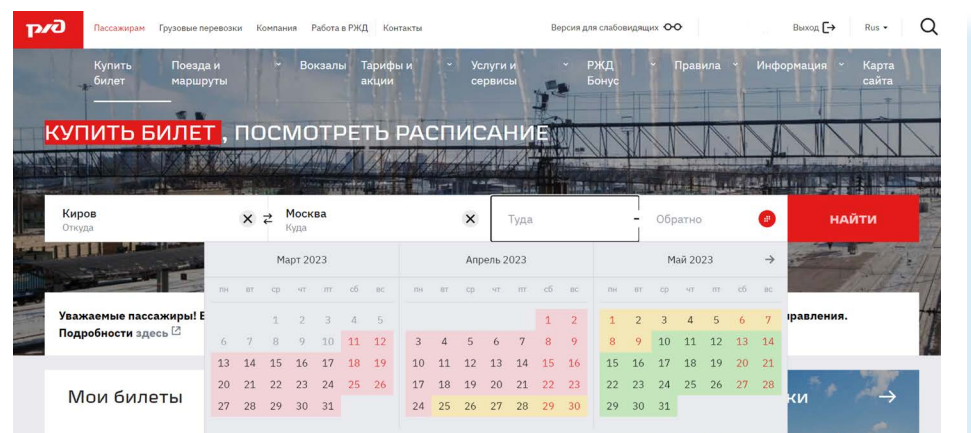 ржд Пассажирам Грузовые перевозки Компания Работа в РЖД Контакты Версия для слабовидящих Выход Rus
Купить билет Поезда и маршруты Вокзалы Тарифы и акции Услуги и сервисы РЖД Бонус Правила Информация Карта сайта
КУПИТЬ БИЛЕТ, ПОСМОТРЕТЬ РАСПИСАНИЕ
Киров Москва Туда - Обратно НАЙТИ
Откуда Куда
Март 2023 Апрель 2023 Май 2023
пн вт ср чт пт сб вс пн вт ср чт пт сб вс пн вт ср чт пт сб вс
1 2 3 4 5 1 2 1 2 3 4 5 6 7
6 7 8 9 10 11 12 3 4 5 6 7 8 9 8 9 10 11 12 13 14
13 14 15 16 17 18 19 10 11 12 13 14 15 16 15 16 17 18 19 20 21
20 21 22 23 24 25 26 17 18 19 20 21 22 23 22 23 24 25 26 27 28
27 28 29 30 31 24 25 26 27 28 29 30 29 30 31
Уважаемые пассажиры!
Подробности здесь
Мои билеты